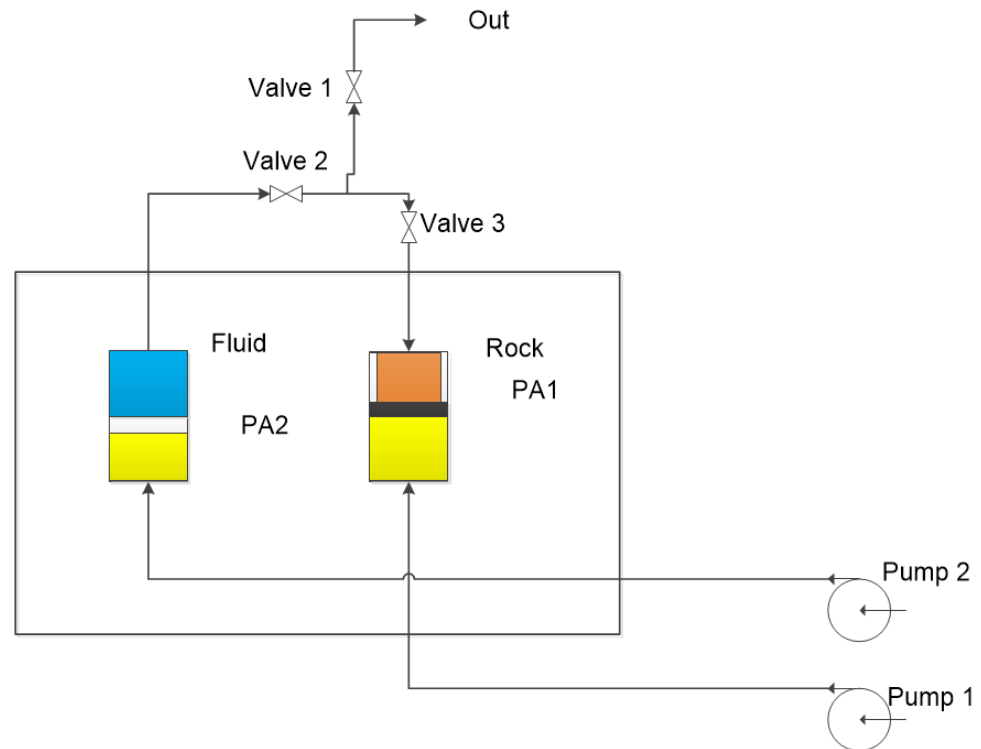 Out
Valve 1
Valve 2
Valve 3
Fluid
Rock
PA1
PA2
Pump 2
Pump 1